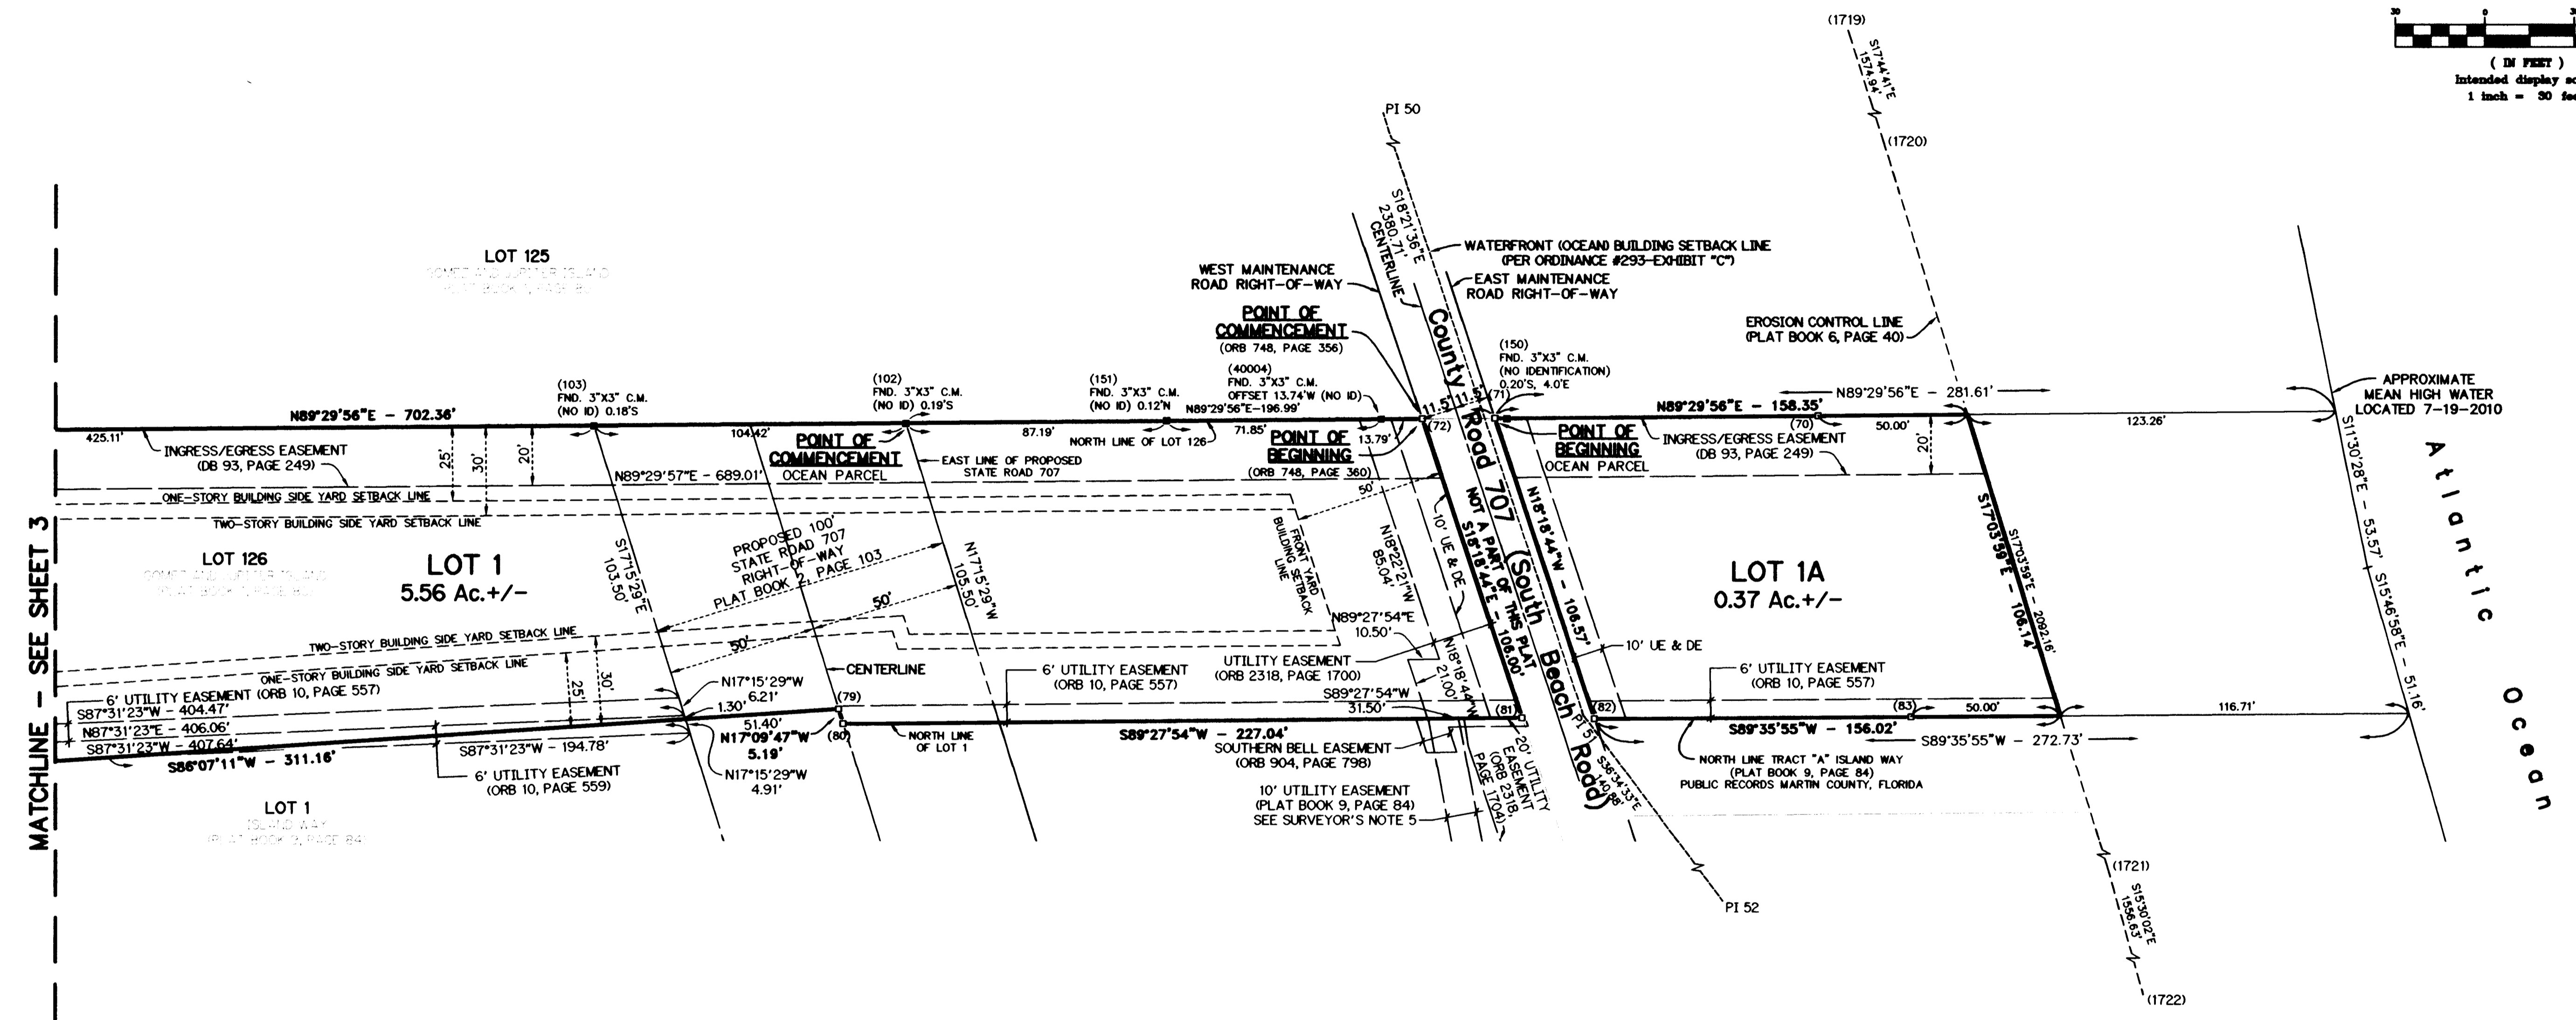 30
0
30
( IN FEET )
Intended display sc
1 inch = 30 fee
(1719)
S17°44'41"E
1574.94'
(1720)
PI 50
S18°21'36"E
2380.71'
CENTERLINE
WATERFRONT (OCEAN) BUILDING SETBACK LINE
(PER ORDINANCE #293-EXHIBIT "C")
EAST MAINTENANCE
ROAD RIGHT-OF-WAY
WEST MAINTENANCE
ROAD RIGHT-OF-WAY
LOT 125
POINT OF
COMMENCEMENT
(ORB 748, PAGE 356)
EROSION CONTROL LINE
(PLAT BOOK 6, PAGE 40)
(150)
FND. 3"X3" C.M.
(NO IDENTIFICATION)
0.20'S, 4.0'E
(40004)
FND. 3"X3" C.M.
OFFSET 13.74'W (NO ID)
(103)
FND. 3"X3" C.M.
(NO ID) 0.18'S
(102)
FND. 3"X3" C.M.
(NO ID) 0.19'S
(151)
FND. 3"X3" C.M.
(NO ID) 0.12'N
N89°29'56"E-196.99'
N89°29'56"E - 702.36'
11.5' 11.5'
(71)
(72)
N89°29'56"E - 158.35'
N89°29'56"E - 281.61'
APPROXIMATE
MEAN HIGH WATER
LOCATED 7-19-2010
425.11'
104.42'
87.19'
71.85'
13.79'
(70)
50.00'
123.26'
NORTH LINE OF LOT 126
INGRESS/EGRESS EASEMENT
(DB 93, PAGE 249)
25'
30'
20'
POINT OF
COMMENCEMENT
OCEAN PARCEL
EAST LINE OF PROPOSED
STATE ROAD 707
POINT OF
BEGINNING
(ORB 748, PAGE 360)
POINT OF
BEGINNING
OCEAN PARCEL
INGRESS/EGRESS EASEMENT
(DB 93, PAGE 249)
20'
N89°29'57"E - 689.01'
ONE-STORY BUILDING SIDE YARD SETBACK LINE
TWO-STORY BUILDING SIDE YARD SETBACK LINE
50'
FRONT YARD
BUILDING SETBACK
LINE
County Road 707 (South Beach Road)
NOT A PART OF THIS PLAT
10' UE & DE
S18°18'44"E - 106.00'
N18°18'44"W - 106.57'
N18°22'21"W
85.04'
S17°03'59"E - 106.14'
S17°03'59"E - 2092.16'
S11°30'28"E - 53.57'
S15°46'58"E - 51.16'
Atlantic Ocean
MATCHLINE - SEE SHEET 3
LOT 126
LOT 1
5.56 Ac.+/-
LOT 1A
0.37 Ac.+/-
S17°15'29"E
103.50'
PROPOSED 100'
STATE ROAD 707
RIGHT-OF-WAY
PLAT BOOK 2, PAGE 103
N17°15'29"W
105.50'
50'
50'
N89°27'54"E
10.50'
TWO-STORY BUILDING SIDE YARD SETBACK LINE
ONE-STORY BUILDING SIDE YARD SETBACK LINE
25'
30'
CENTERLINE
6' UTILITY EASEMENT
(ORB 10, PAGE 557)
UTILITY EASEMENT
(ORB 2318, PAGE 1700)
N18°18'44"W
21.00'
10' UE & DE
6' UTILITY EASEMENT
(ORB 10, PAGE 557)
6' UTILITY EASEMENT (ORB 10, PAGE 557)
S87°31'23"W - 404.47'
N87°31'23"E - 406.06'
S87°31'23"W - 407.64'
S86°07'11"W - 311.16'
N17°15'29"W
6.21'
1.30'
51.40'
(79)
N17°09'47"W
5.19'
(80)
S87°31'23"W - 194.78'
N17°15'29"W
4.91'
6' UTILITY EASEMENT
(ORB 10, PAGE 559)
NORTH LINE
OF LOT 1
S89°27'54"W - 227.04'
S89°27'54"W
31.50'
(81)
(82)
PI 51
(83)
50.00'
116.71'
S89°35'55"W - 156.02'
S89°35'55"W - 272.73'
SOUTHERN BELL EASEMENT
(ORB 904, PAGE 798)
10' UTILITY EASEMENT
(PLAT BOOK 9, PAGE 84)
SEE SURVEYOR'S NOTE 5
20' UTILITY
EASEMENT
(ORB 2318,
PAGE 1704)
S36°34'33"E
140.88'
NORTH LINE TRACT "A" ISLAND WAY
(PLAT BOOK 9, PAGE 84)
PUBLIC RECORDS MARTIN COUNTY, FLORIDA
LOT 1
ISLAND WAY
(PLAT BOOK 9, PAGE 84)
PI 52
(1721)
S15°30'02"E
1556.63'
(1722)